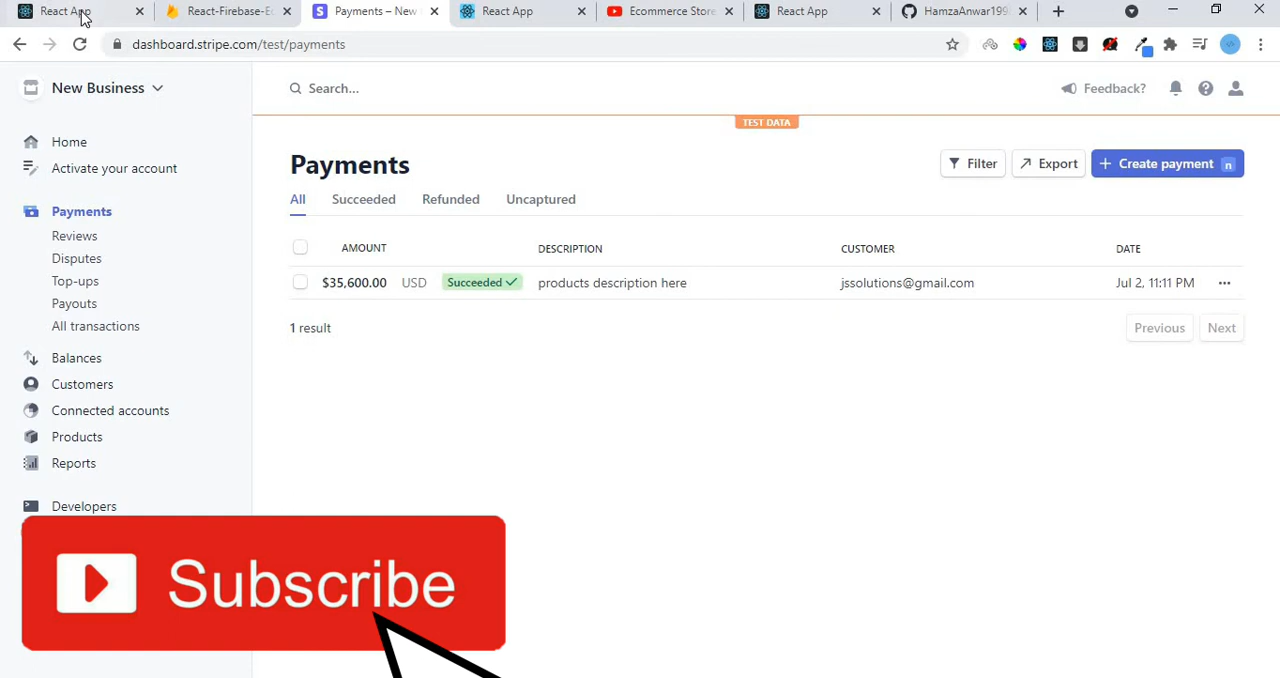 React App
React-Firebase-Ec
Payments – New
React App
Ecommerce Store
React App
HamzaAnwar199
dashboard.stripe.com/test/payments
New Business
Search...
Feedback?
TEST DATA
Home
Activate your account
Payments
Reviews
Disputes
Top-ups
Payouts
All transactions
Balances
Customers
Connected accounts
Products
Reports
Developers
Payments
Filter
Export
+ Create payment n
All Succeeded Refunded Uncaptured
AMOUNT DESCRIPTION CUSTOMER DATE
$35,600.00 USD Succeeded products description here jssolutions@gmail.com Jul 2, 11:11 PM
1 result
Previous Next
Subscribe